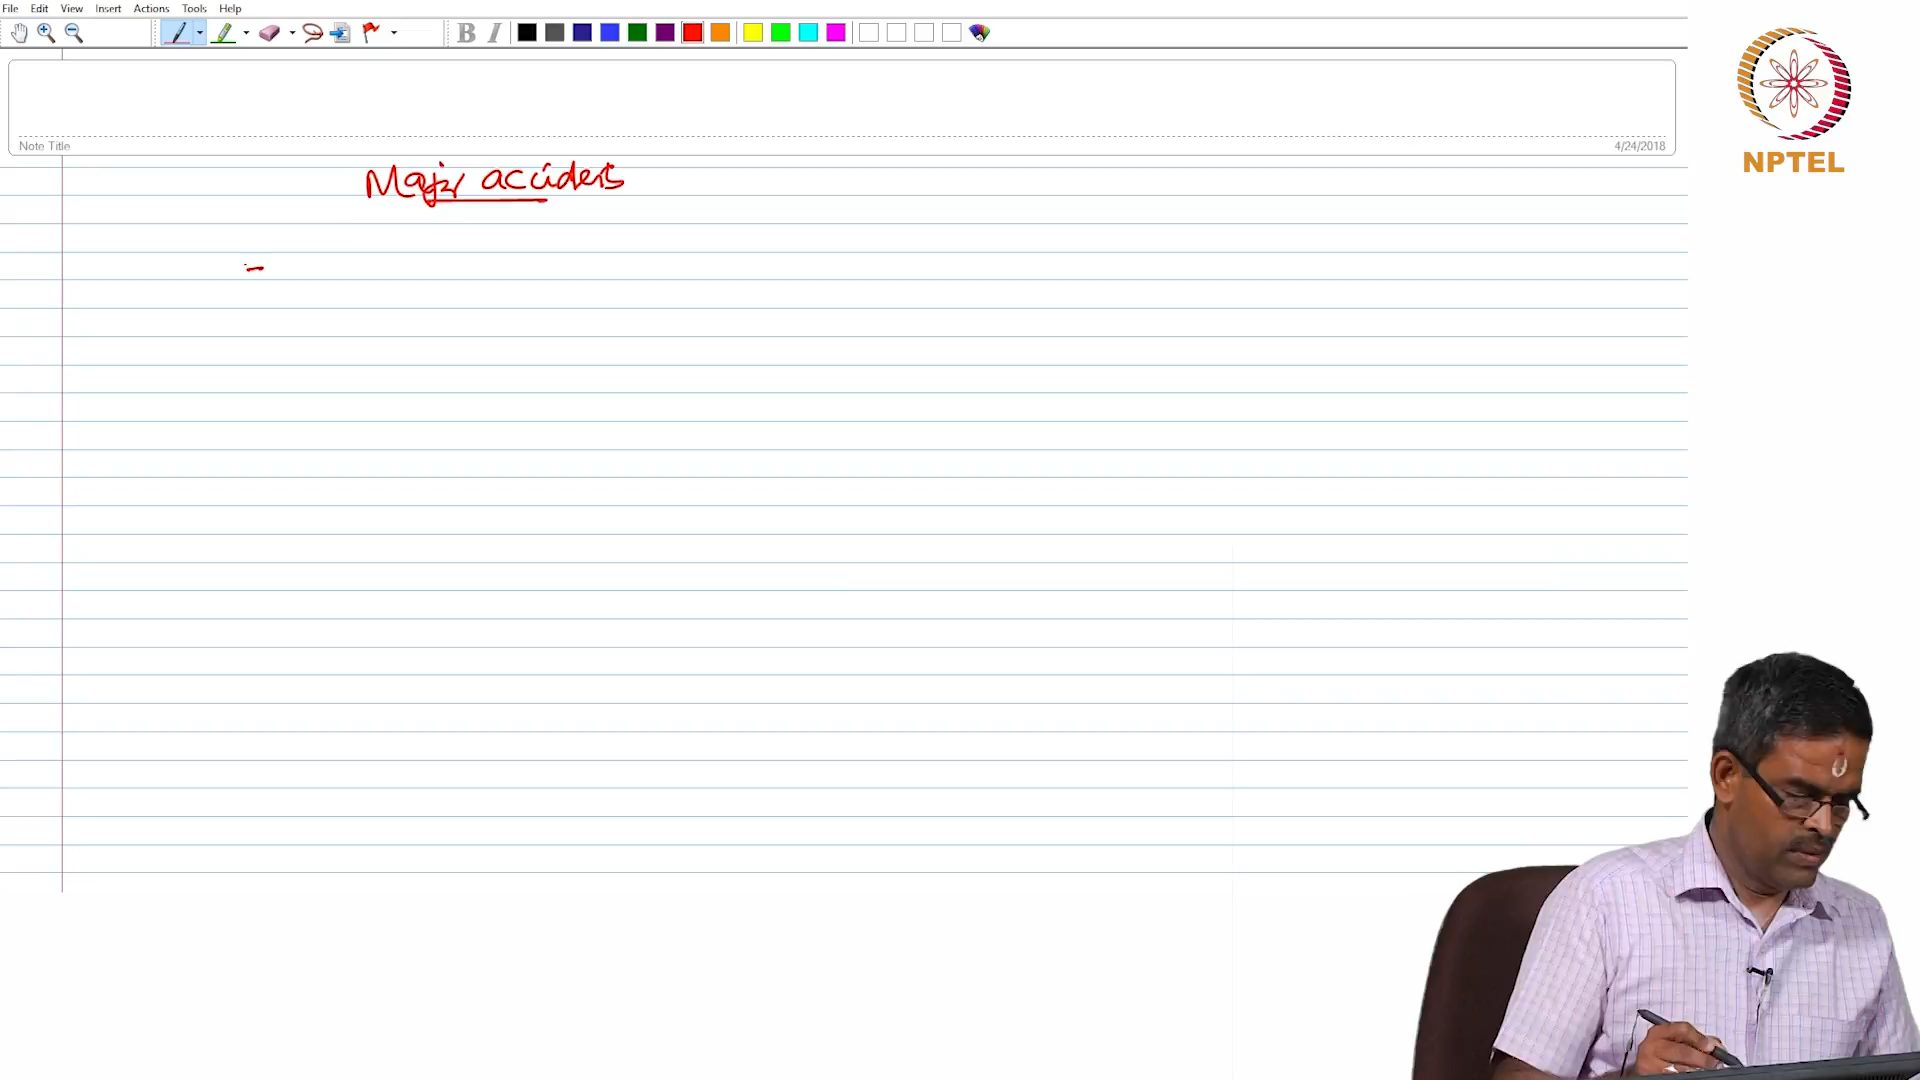 File Edit View Insert Actions Tools Help
B I
Note Title
4/24/2018
NPTEL
Major accidents
-